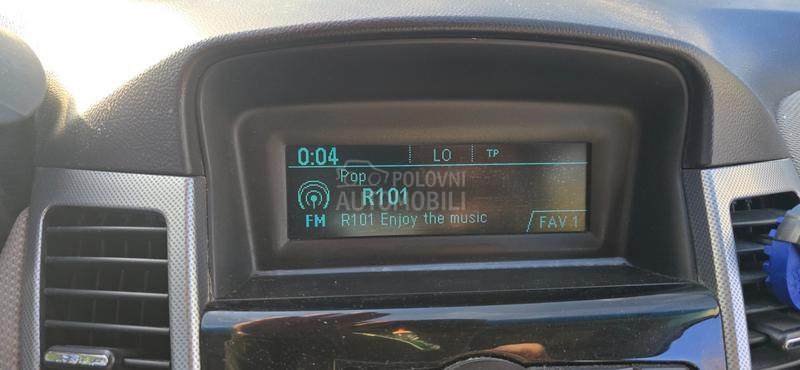 0:04 LO TP
Pop
R101
FM R101 Enjoy the music
FAV 1
POLOVNI
AUTOMOBILI